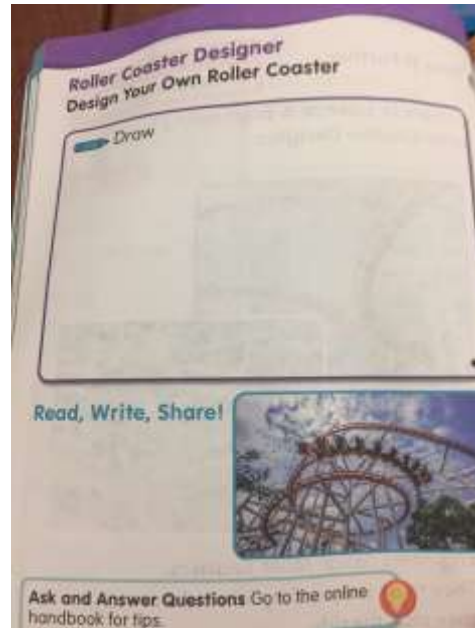 Roller Coaster Designer
Design Your Own Roller Coaster
Draw
Read, Write, Share!
Ask and Answer Questions Go to the online
handbook for tips.